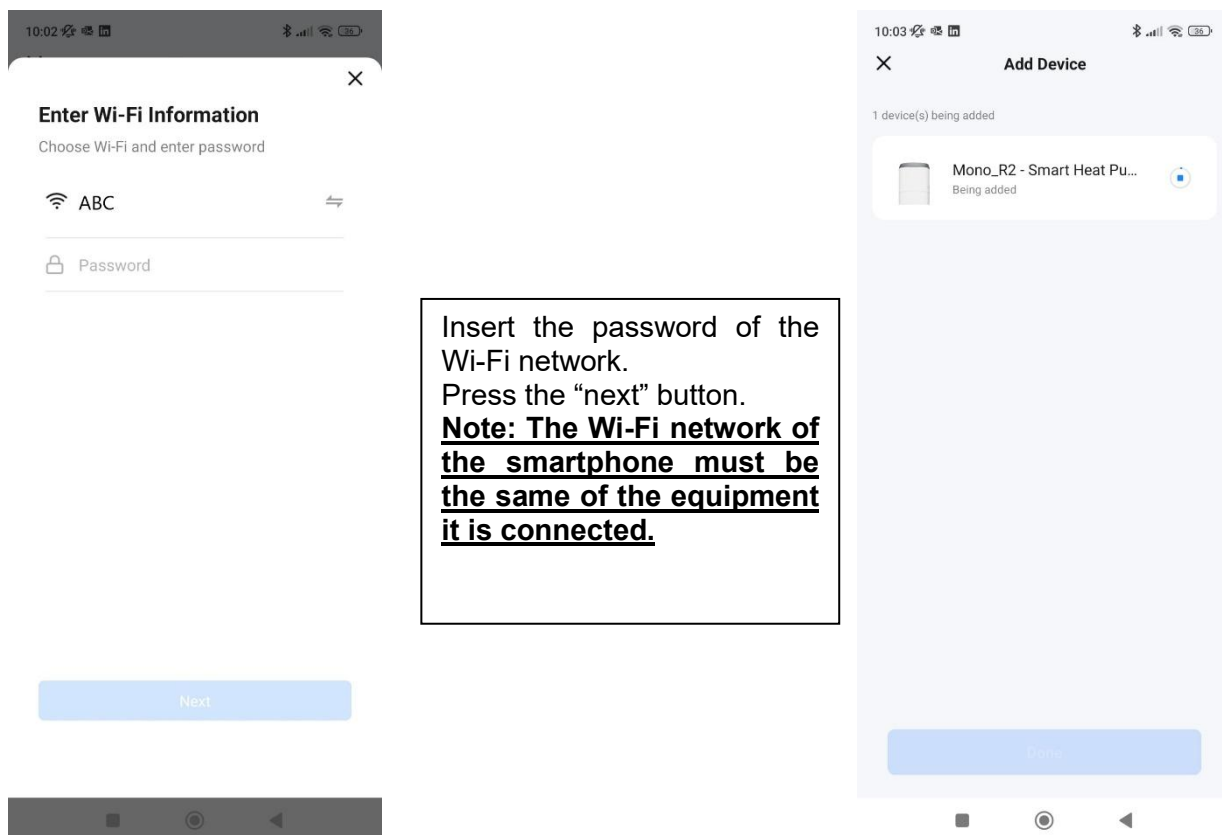 10:02
36
Enter Wi-Fi Information
Choose Wi-Fi and enter password
ABC
Password
Next
Insert the password of the
Wi-Fi network.
Press the “next” button.
Note: The Wi-Fi network of
the smartphone must be
the same of the equipment
it is connected.
10:03
36
Add Device
1 device(s) being added
Mono_R2 - Smart Heat Pu...
Being added
Done